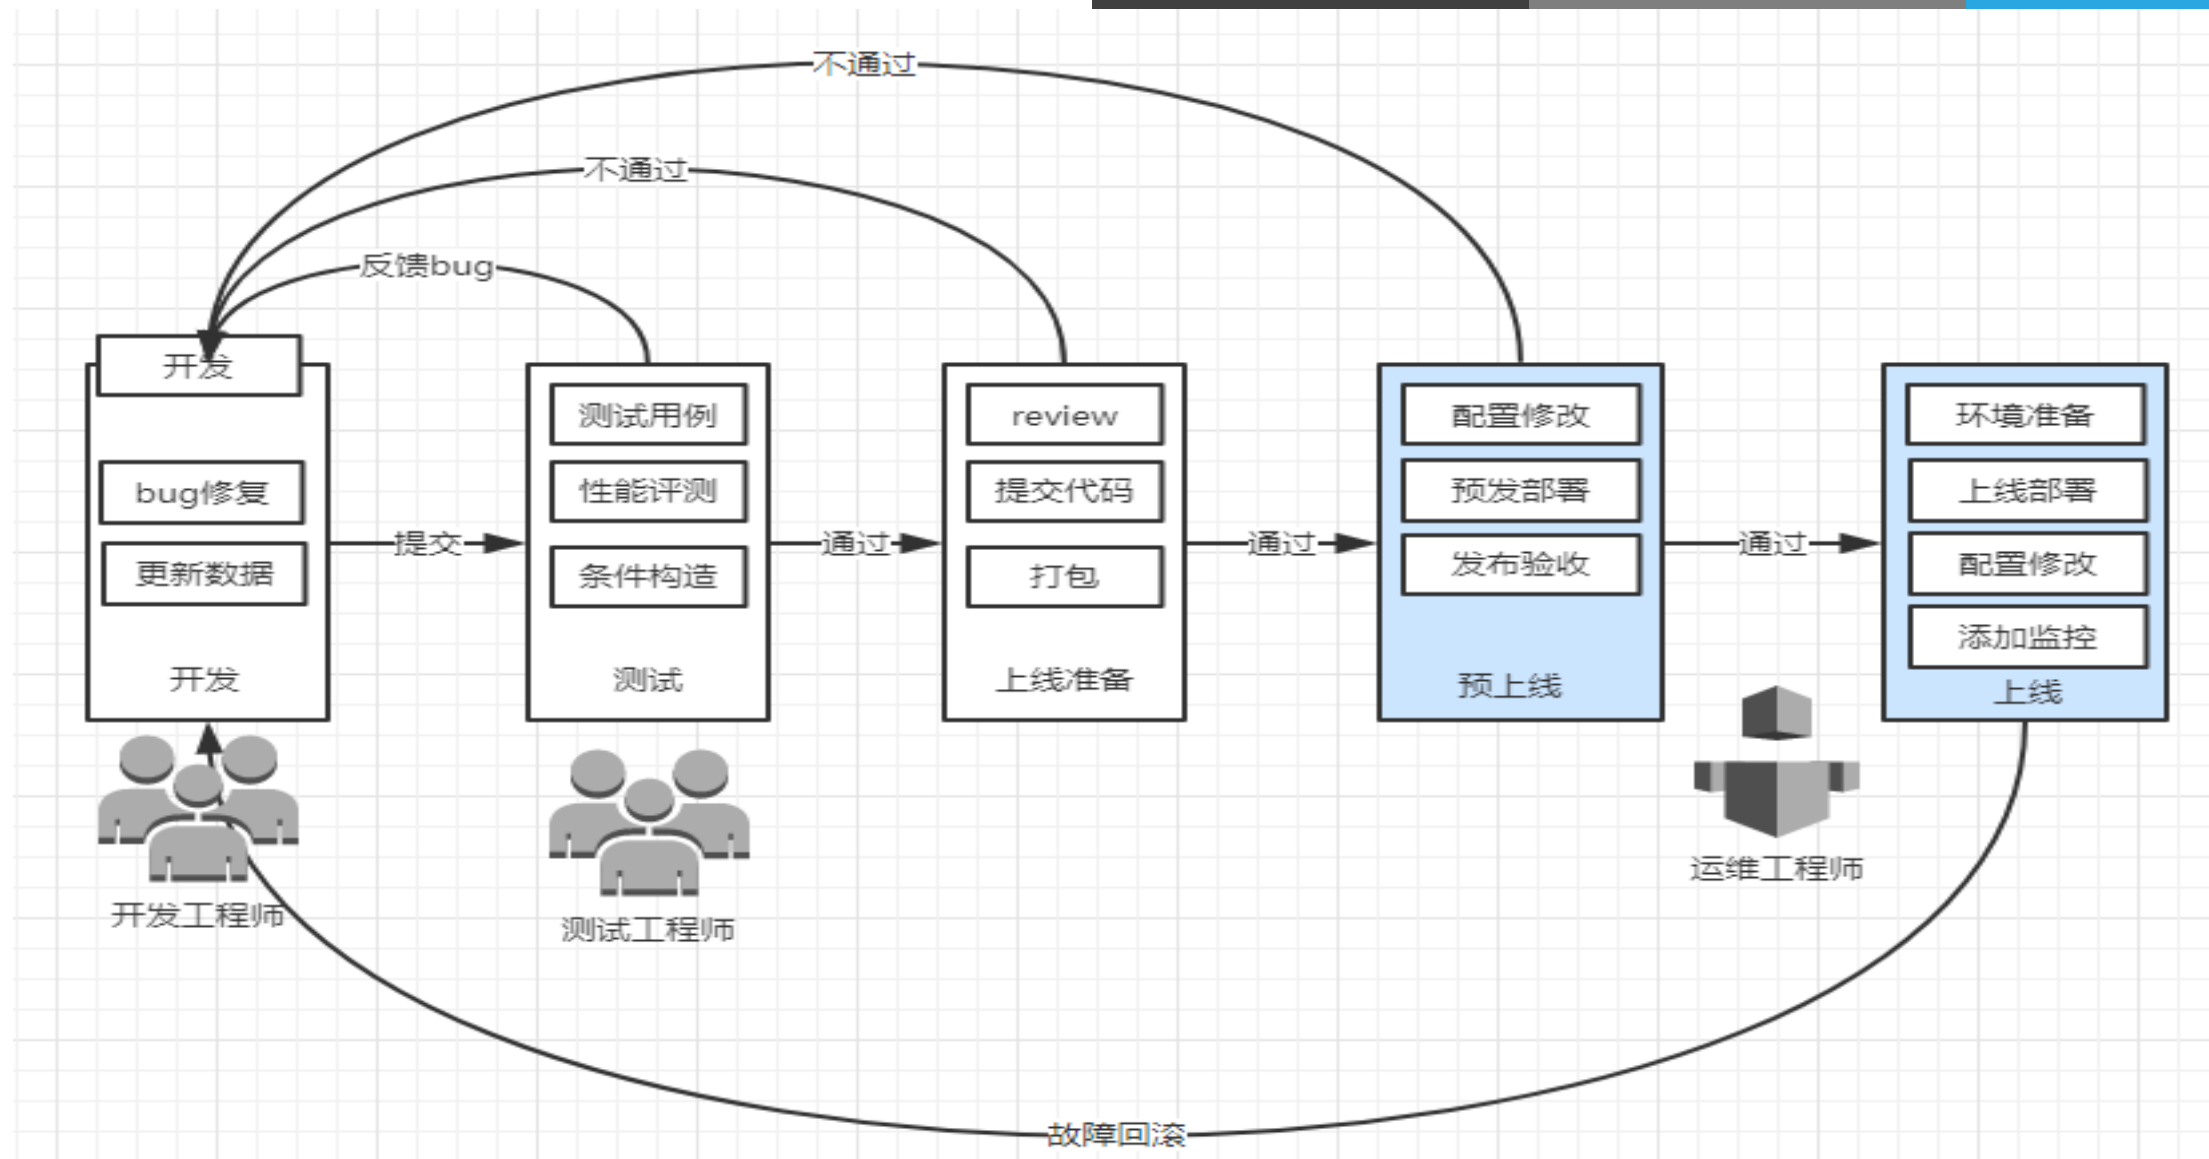 不通过
不通过
反馈bug
开发
bug修复
更新数据
开发
提交
测试用例
性能评测
条件构造
测试
通过
review
提交代码
打包
上线准备
通过
配置修改
预发部署
发布验收
预上线
通过
环境准备
上线部署
配置修改
添加监控
上线
开发工程师
测试工程师
运维工程师
故障回滚